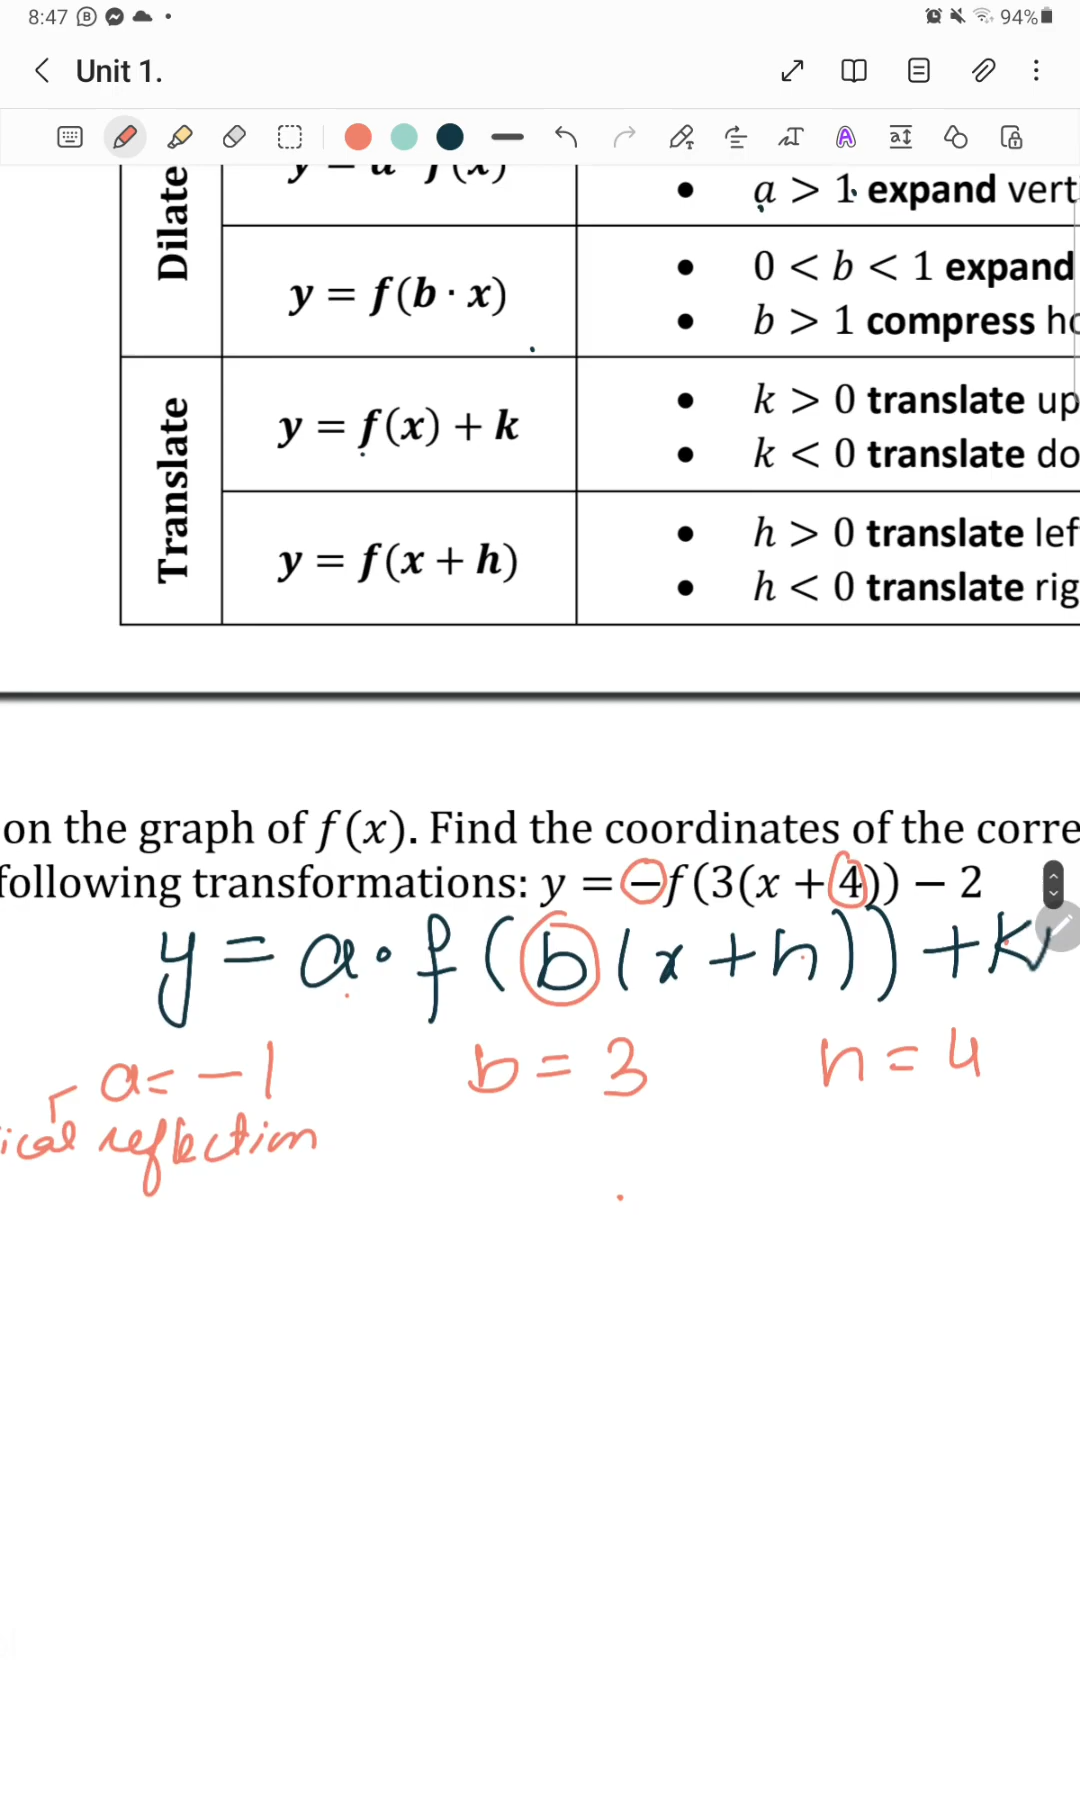 8:47 94%
Unit 1.
Dilate
y = a · f(x)
a > 1 expand vert
y = f(b · x)
0 < b < 1 expand
b > 1 compress ho
Translate
y = f(x) + k
k > 0 translate up
k < 0 translate do
y = f(x + h)
h > 0 translate lef
h < 0 translate rig
on the graph of f(x). Find the coordinates of the corre
following transformations: y = −f(3(x + 4)) − 2
y = a · f(b(x + h)) + k
a = −1 b = 3 h = 4
ical reflection